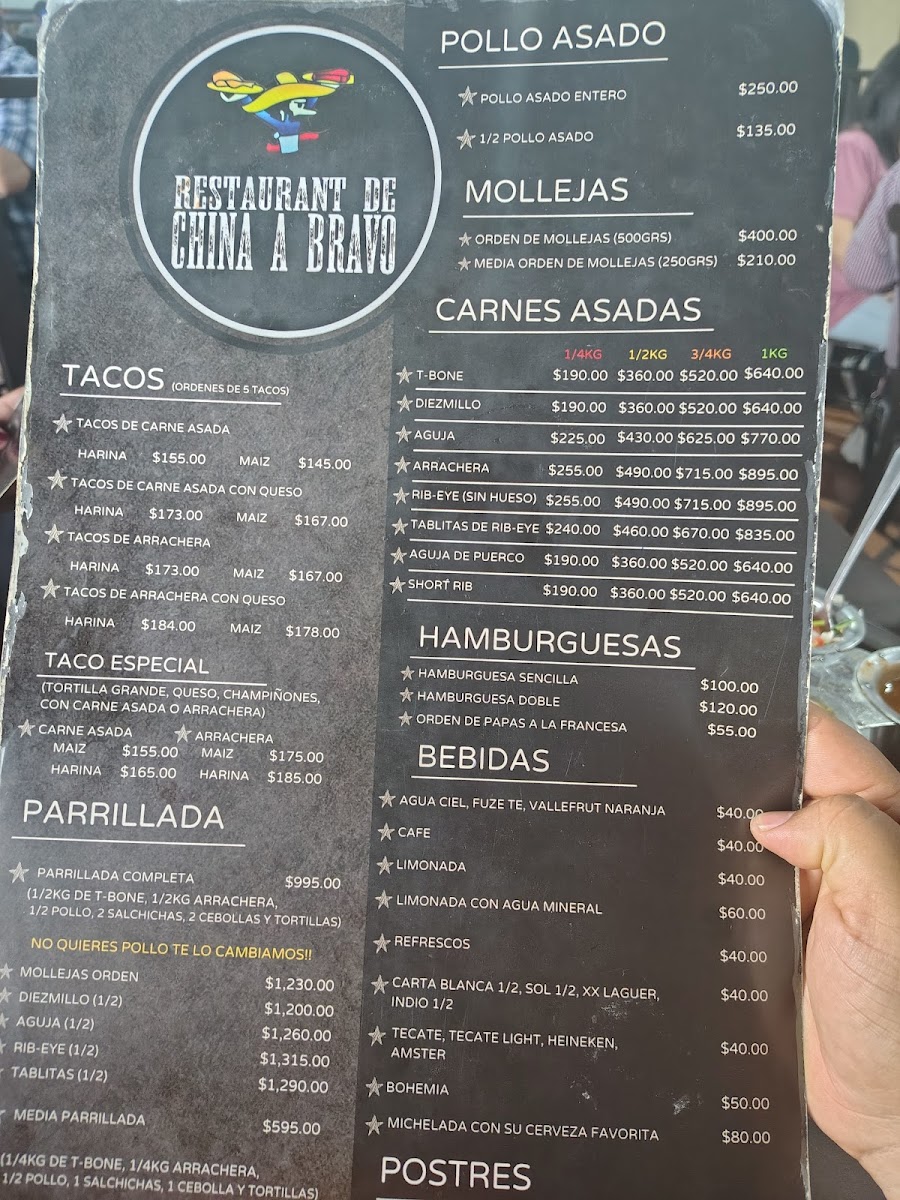 RESTAURANT DE
CHINA A BRAVO
TACOS (ORDENES DE 5 TACOS)
TACOS DE CARNE ASADA
HARINA $155.00 MAIZ $145.00
TACOS DE CARNE ASADA CON QUESO
HARINA $173.00 MAIZ $167.00
TACOS DE ARRACHERA
HARINA $173.00 MAIZ $167.00
TACOS DE ARRACHERA CON QUESO
HARINA $184.00 MAIZ $178.00
TACO ESPECIAL
(TORTILLA GRANDE, QUESO, CHAMPIÑONES,
CON CARNE ASADA O ARRACHERA)
CARNE ASADA ARRACHERA
MAIZ $155.00 MAIZ $175.00
HARINA $165.00 HARINA $185.00
PARRILLADA
PARRILLADA COMPLETA $995.00
(1/2KG DE T-BONE, 1/2KG ARRACHERA,
1/2 POLLO, 2 SALCHICHAS, 2 CEBOLLAS Y TORTILLAS)
NO QUIERES POLLO TE LO CAMBIAMOS!!
MOLLEJAS ORDEN $1,230.00
DIEZMILLO (1/2) $1,200.00
AGUJA (1/2) $1,260.00
RIB-EYE (1/2) $1,315.00
TABLITAS (1/2) $1,290.00
MEDIA PARRILLADA $595.00
(1/4KG DE T-BONE, 1/4KG ARRACHERA,
1/2 POLLO, 1 SALCHICHAS, 1 CEBOLLA Y TORTILLAS)
POLLO ASADO
POLLO ASADO ENTERO $250.00
1/2 POLLO ASADO $135.00
MOLLEJAS
ORDEN DE MOLLEJAS (500GRS) $400.00
MEDIA ORDEN DE MOLLEJAS (250GRS) $210.00
CARNES ASADAS
1/4KG 1/2KG 3/4KG 1KG
T-BONE $190.00 $360.00 $520.00 $640.00
DIEZMILLO $190.00 $360.00 $520.00 $640.00
AGUJA $225.00 $430.00 $625.00 $770.00
ARRACHERA $255.00 $490.00 $715.00 $895.00
RIB-EYE (SIN HUESO) $255.00 $490.00 $715.00 $895.00
TABLITAS DE RIB-EYE $240.00 $460.00 $670.00 $835.00
AGUJA DE PUERCO $190.00 $360.00 $520.00 $640.00
SHORT RIB $190.00 $360.00 $520.00 $640.00
HAMBURGUESAS
HAMBURGUESA SENCILLA $100.00
HAMBURGUESA DOBLE $120.00
ORDEN DE PAPAS A LA FRANCESA $55.00
BEBIDAS
AGUA CIEL, FUZE TE, VALLEFRUT NARANJA $40.00
CAFE $40.00
LIMONADA $40.00
LIMONADA CON AGUA MINERAL $60.00
REFRESCOS $40.00
CARTA BLANCA 1/2, SOL 1/2, XX LAGUER, $40.00
INDIO 1/2
TECATE, TECATE LIGHT, HEINEKEN, $40.00
AMSTER
BOHEMIA $50.00
MICHELADA CON SU CERVEZA FAVORITA $80.00
POSTRES